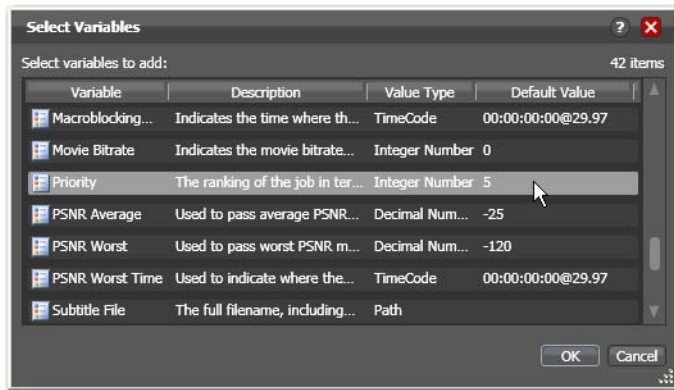 Select Variables ?
Select variables to add: 42 items
Variable Description Value Type Default Value
Macroblocking... Indicates the time where th... TimeCode 00:00:00:00@29.97
Movie Bitrate Indicates the movie bitrate... Integer Number 0
Priority The ranking of the job in ter... Integer Number 5
PSNR Average Used to pass average PSNR... Decimal Num... -25
PSNR Worst Used to pass worst PSNR m... Decimal Num... -120
PSNR Worst Time Used to indicate where the... TimeCode 00:00:00:00@29.97
Subtitle File The full filename, including... Path
OK Cancel